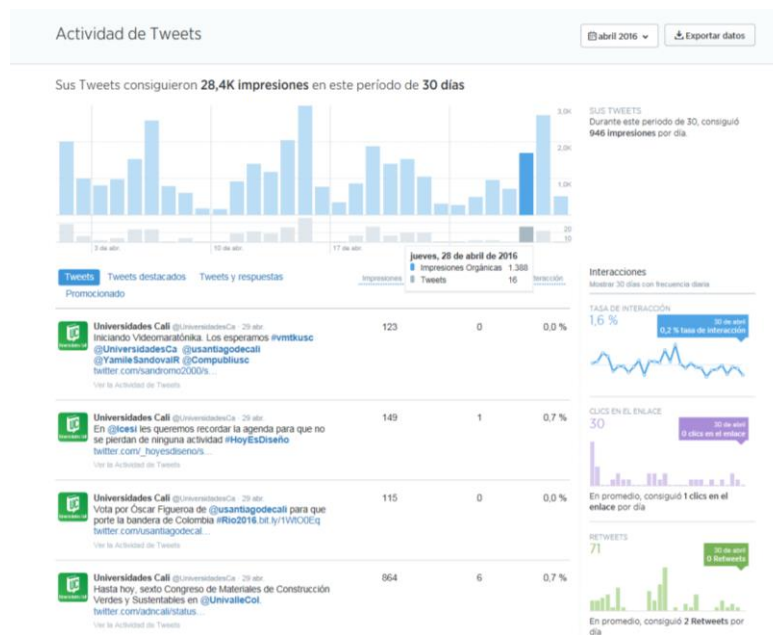 Actividad de Tweets
abril 2016
Exportar datos
Sus Tweets consiguieron 28,4K impresiones en este período de 30 días
3,0K
2,0K
1,0K
20
10
3 de abr.
10 de abr.
17 de abr.
jueves, 28 de abril de 2016
Impresiones Orgánicas 1.388
Tweets 16
SUS TWEETS
Durante este periodo de 30, consiguió
946 impresiones por día.
Tweets
Tweets destacados
Tweets y respuestas
Promocionado
Impresiones
Universidades Cali @UniversidadesCa · 29 abr.
Iniciando Videomaratónika. Los esperamos #vmtkusc
@UniversidadesCa @usantiagodecali
@YamileSandovalR @Compubliusc
twitter.com/sandromo2000/s...
Ver la Actividad de Tweets
123
0
0,0 %
Universidades Cali @UniversidadesCa · 29 abr.
En @Icesi les queremos recordar la agenda para que no
se pierdan de ninguna actividad #HoyEsDiseño
twitter.com/_hoyesdiseno/s...
Ver la Actividad de Tweets
149
1
0,7 %
Universidades Cali @UniversidadesCa · 29 abr.
Vota por Óscar Figueroa de @usantiagodecali para que
porte la bandera de Colombia #Rio2016.bit.ly/1WtO0Eq
twitter.com/usantiagodecal...
Ver la Actividad de Tweets
115
0
0,0 %
Universidades Cali @UniversidadesCa · 29 abr.
Hasta hoy, sexto Congreso de Materiales de Construcción
Verdes y Sustentables en @UnivalleCol.
twitter.com/adncali/status...
Ver la Actividad de Tweets
864
6
0,7 %
Interacciones
Mostrar 30 días con frecuencia diaria
TASA DE INTERACCIÓN
1,6 %
30 de abril
0,2 % tasa de interacción
CLICS EN EL ENLACE
30
30 de abril
0 clics en el enlace
En promedio, consiguió 1 clics en el
enlace por día
RETWEETS
71
30 de abril
0 Retweets
En promedio, consiguió 2 Retweets por
día